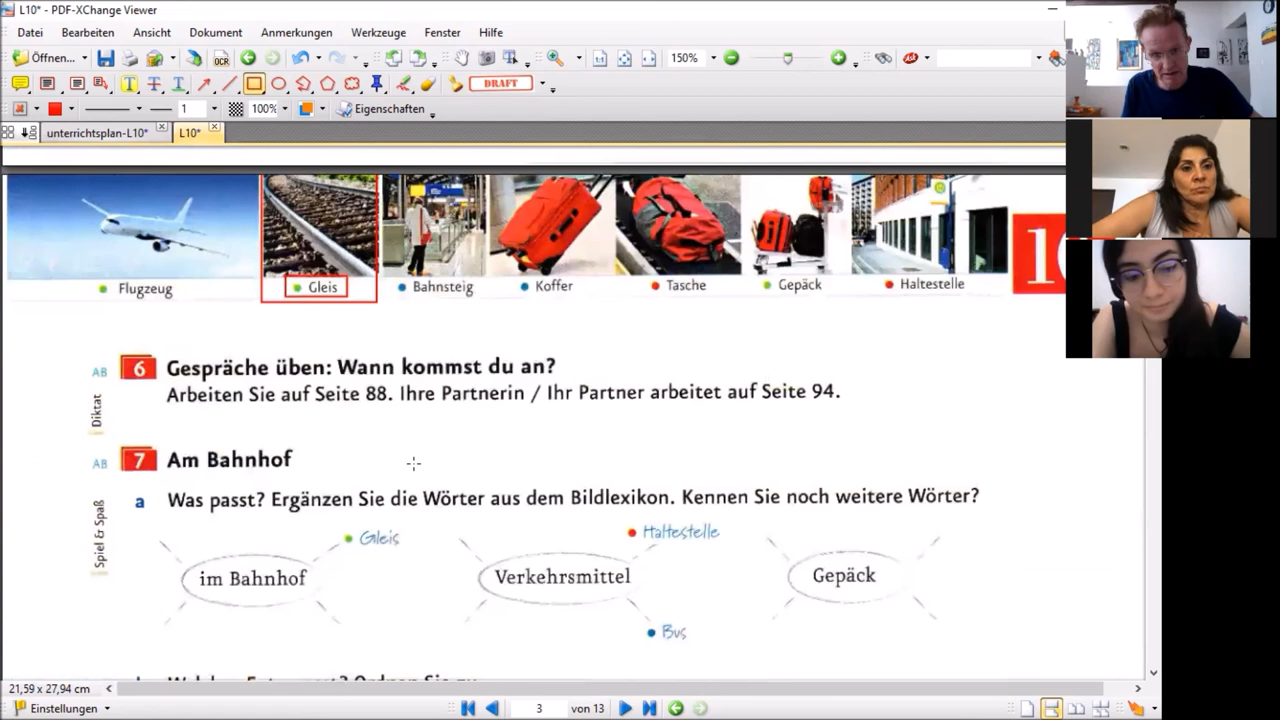 L10* - PDF-XChange Viewer
Datei Bearbeiten Ansicht Dokument Anmerkungen Werkzeuge Fenster Hilfe
Öffnen... OCR 150%
DRAFT
1 100% Eigenschaften
unterrichtsplan-L10* L10*
Flugzeug Gleis Bahnsteig Koffer Tasche Gepäck Haltestelle
AB 6 Gespräche üben: Wann kommst du an?
Arbeiten Sie auf Seite 88. Ihre Partnerin / Ihr Partner arbeitet auf Seite 94.
Diktat
AB 7 Am Bahnhof
a Was passt? Ergänzen Sie die Wörter aus dem Bildlexikon. Kennen Sie noch weitere Wörter?
Spiel & Spaß
Gleis Haltestelle
im Bahnhof Verkehrsmittel Gepäck
Bus
21,59 x 27,94 cm
Einstellungen 3 von 13